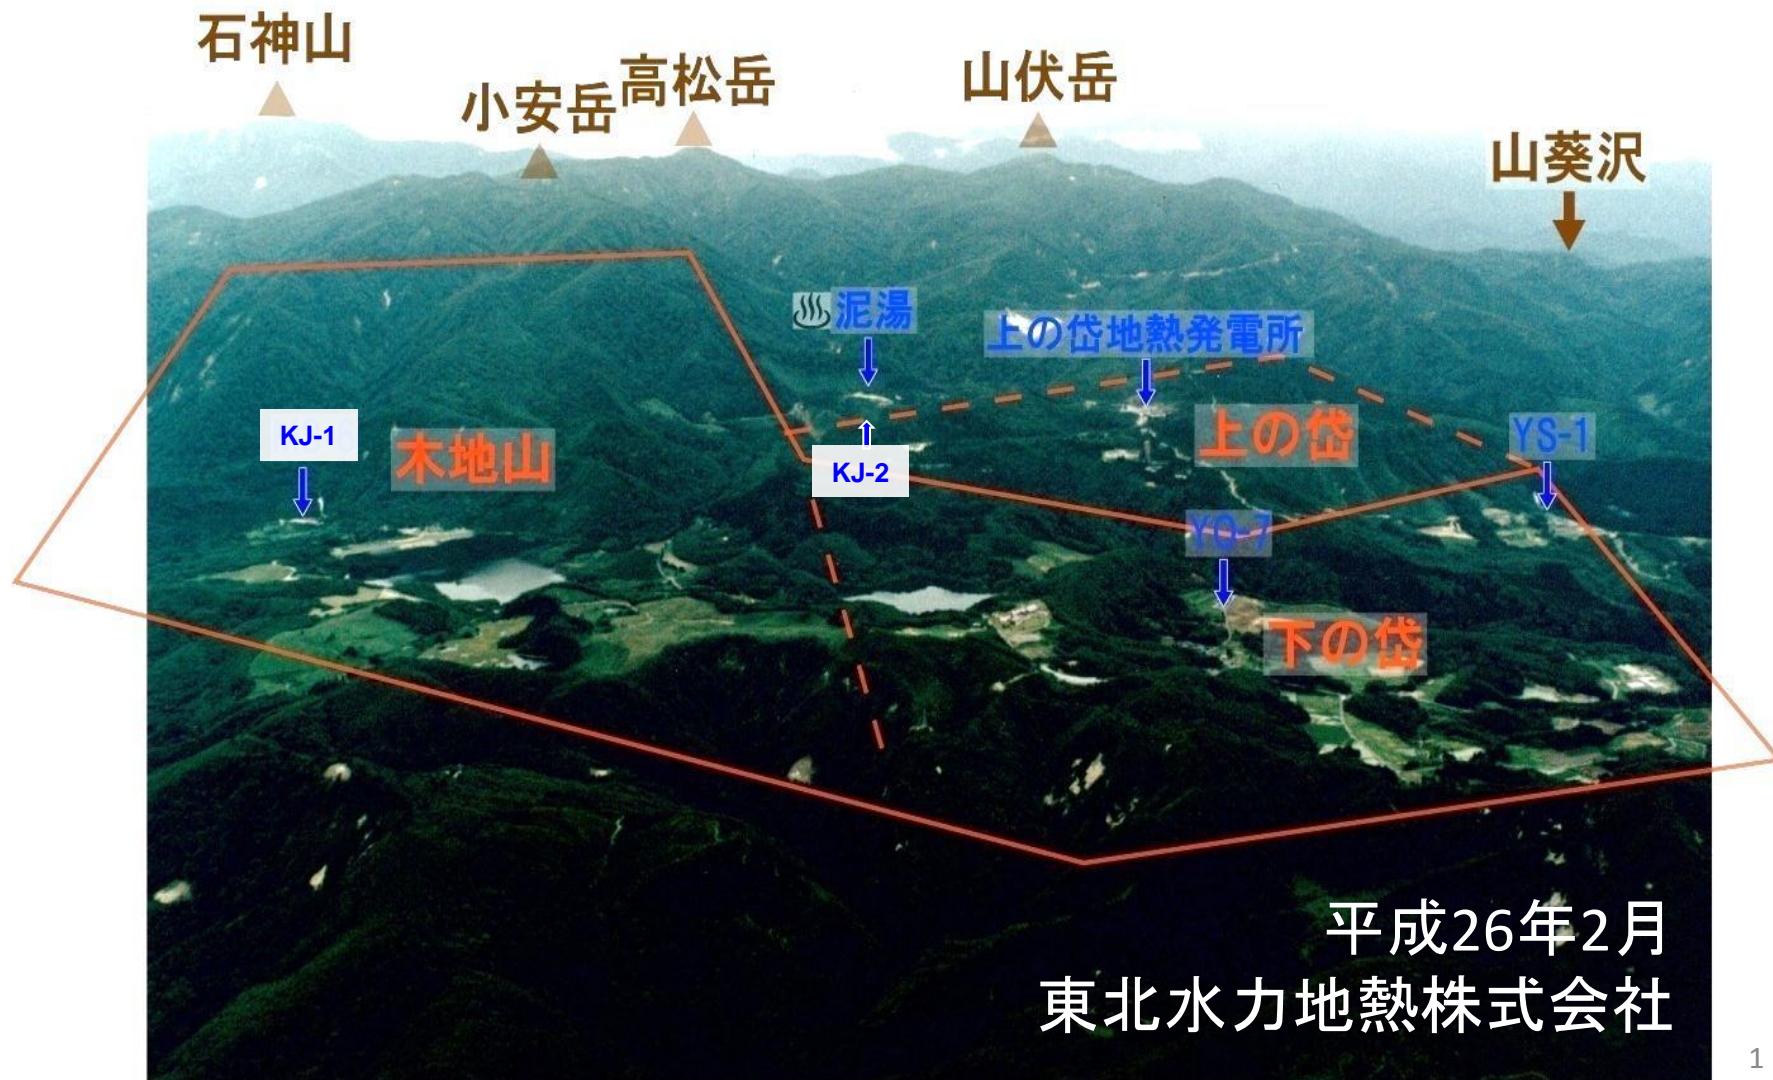 石神山
小安岳
高松岳
山伏岳
山葵沢
泥湯
上の岱地熱発電所
KJ-1
木地山
KJ-2
上の岱
YS-1
YO-7
下の岱
平成26年2月
東北水力地熱株式会社
1